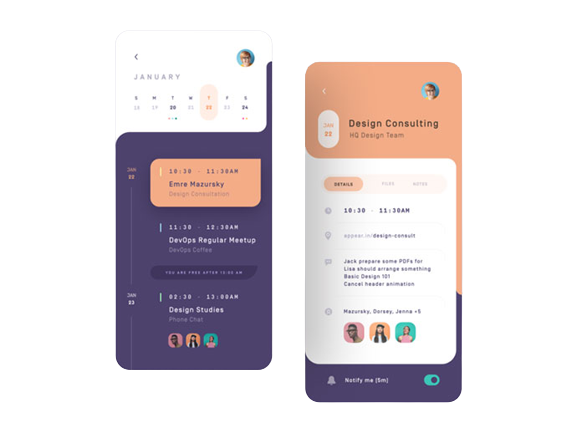 JANUARY
S M T W T F S
18 19 20 21 22 23 24
JAN
22
10:30 - 11:30AM
Emre Mazursky
Design Consultation
11:30 - 12:30AM
DevOps Regular Meetup
DevOps Coffee
YOU ARE FREE AFTER 12:00 AM
JAN
23
02:30 - 13:00AM
Design Studies
Phone Chat
JAN
22
Design Consulting
HQ Design Team
DETAILS FILES NOTES
10:30 - 11:30AM
appear.in/design-consult
Jack prepare some PDFs for
Lisa should arrange something
Basic Design 101
Cancel header animation
Mazursky, Dorsey, Jenna +5
Notify me (5m)